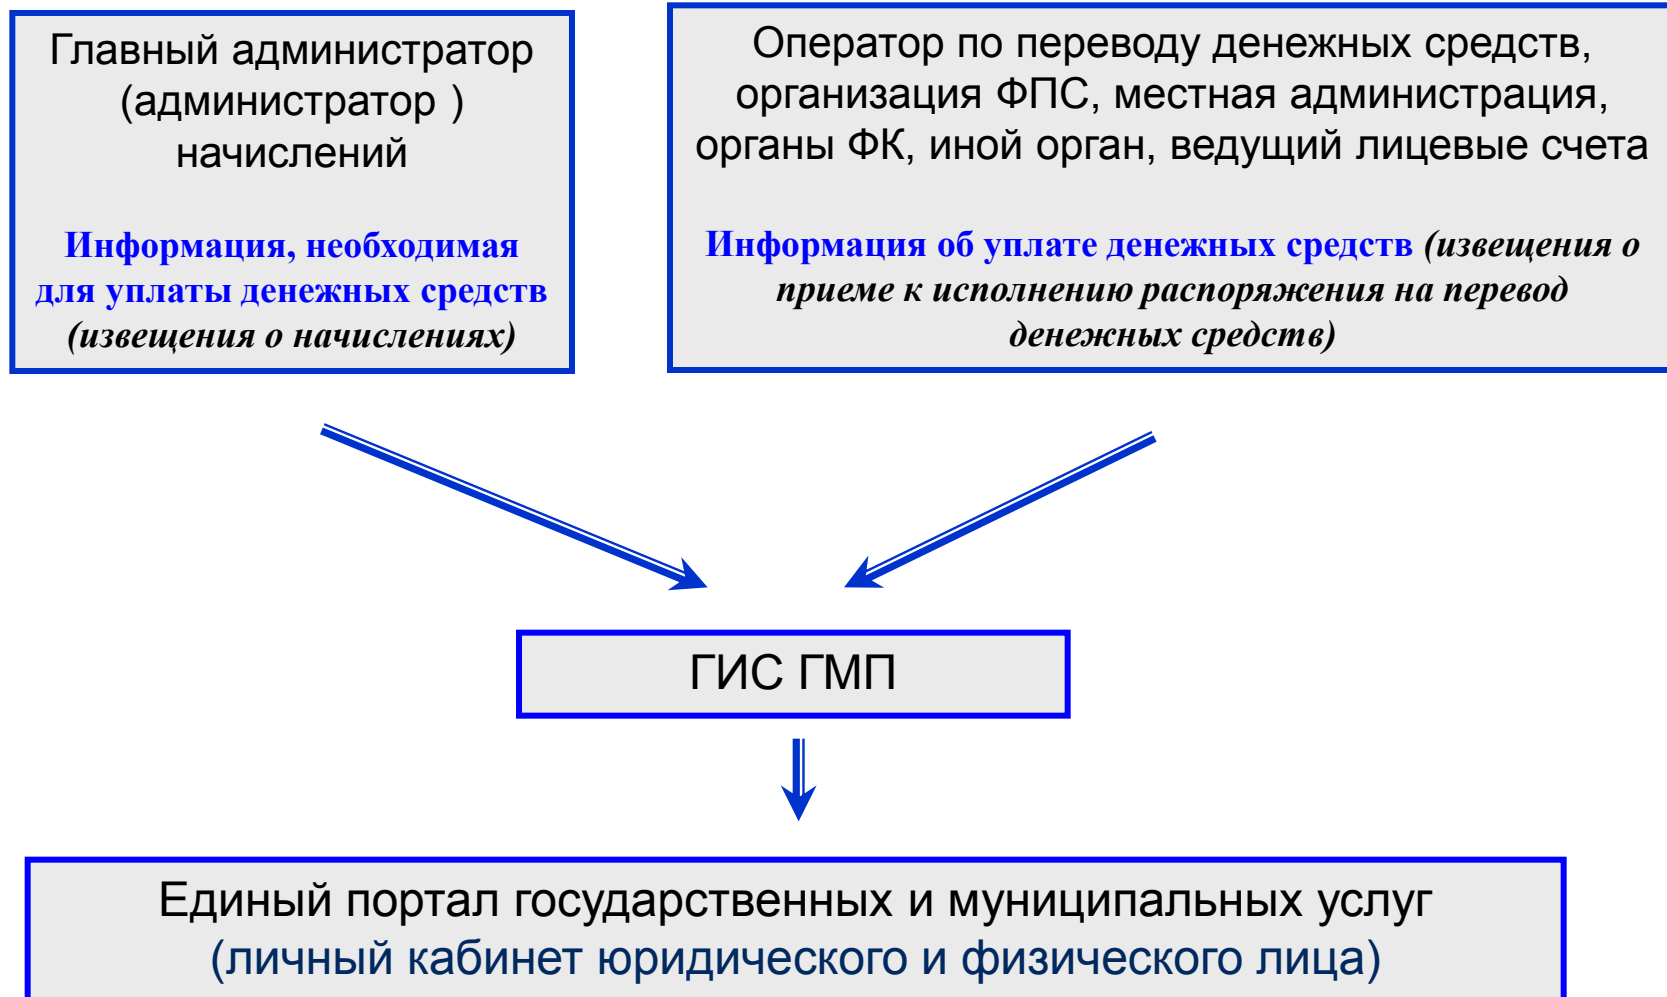 Главный администратор
(администратор )
начислений
Информация, необходимая
для уплаты денежных средств
(извещения о начислениях)
Оператор по переводу денежных средств,
организация ФПС, местная администрация,
органы ФК, иной орган, ведущий лицевые счета
Информация об уплате денежных средств (извещения о
приеме к исполнению распоряжения на перевод
денежных средств)
ГИС ГМП
Единый портал государственных и муниципальных услуг
(личный кабинет юридического и физического лица)